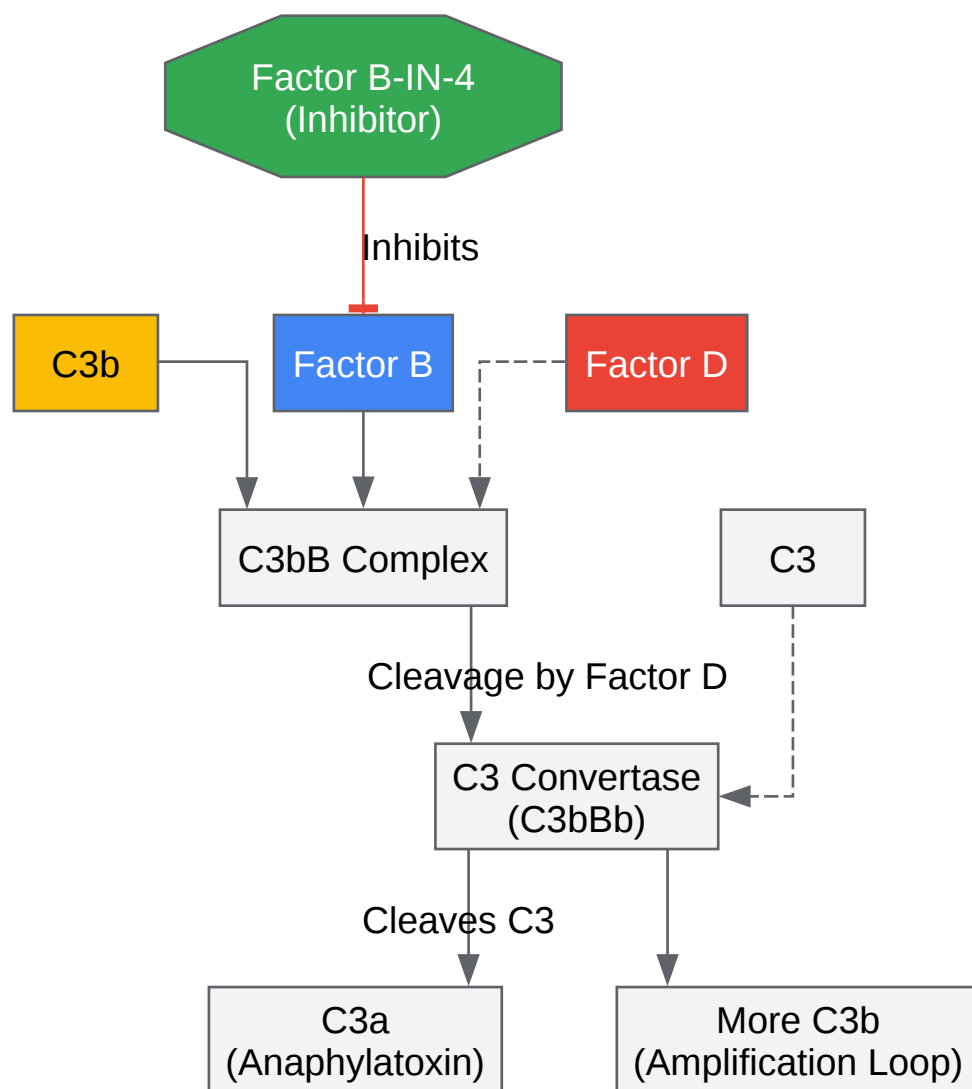 Factor B-IN-4
(Inhibitor)
Inhibits
C3b
Factor B
Factor D
C3bB Complex
C3
Cleavage by Factor D
C3 Convertase
(C3bBb)
Cleaves C3
C3a
(Anaphylatoxin)
More C3b
(Amplification Loop)